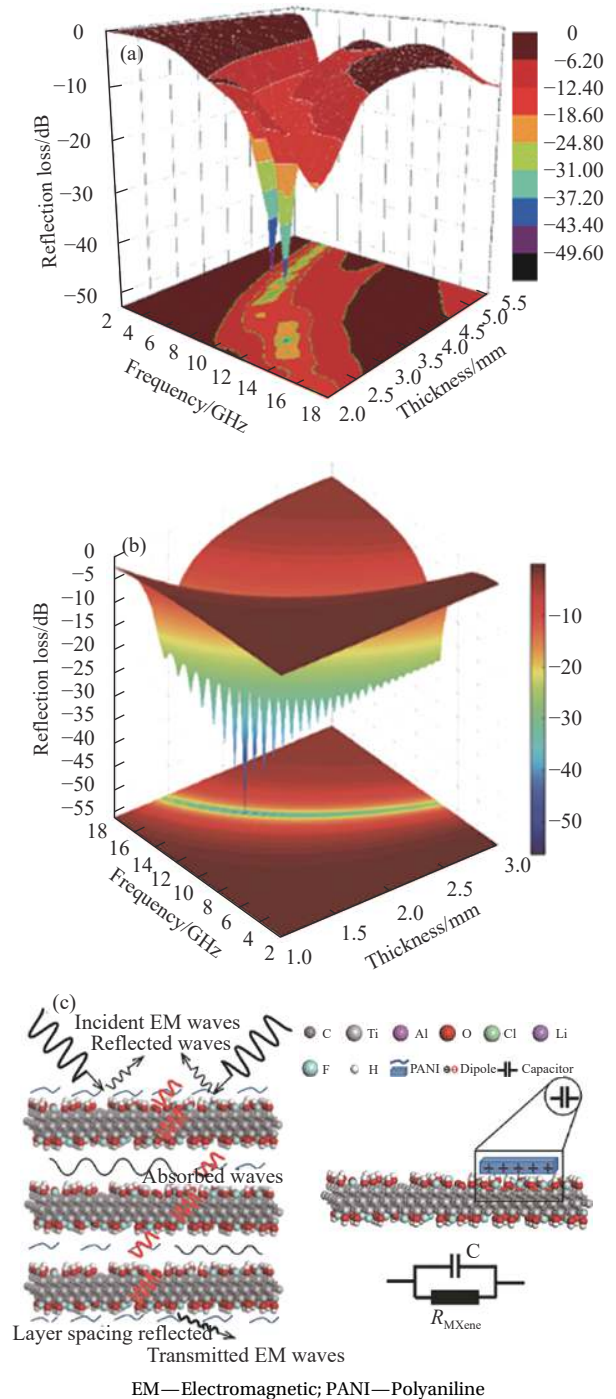 (a)
0
−10
−20
−30
−40
−50
Reflection loss/dB
2 4 6 8 10 12 14 16 18
Frequency/GHz
2.0 2.5 3.0 3.5 4.0 4.5 5.0 5.5
Thickness/mm
0
−6.20
−12.40
−18.60
−24.80
−31.00
−37.20
−43.40
−49.60
(b)
0
−5
−10
−15
−20
−25
−30
−35
−40
−45
−50
−55
Reflection loss/dB
18 16 14 12 10 8 6 4 2
Frequency/GHz
1.0 1.5 2.0 2.5 3.0
Thickness/mm
−10
−20
−30
−40
−50
(c)
Incident EM waves
Reflected waves
Absorbed waves
Layer spacing reflected
Transmitted EM waves
C Ti Al O Cl Li
F H PANI Dipole Capacitor
+ + + + +
C
R MXene
EM—Electromagnetic; PANI—Polyaniline